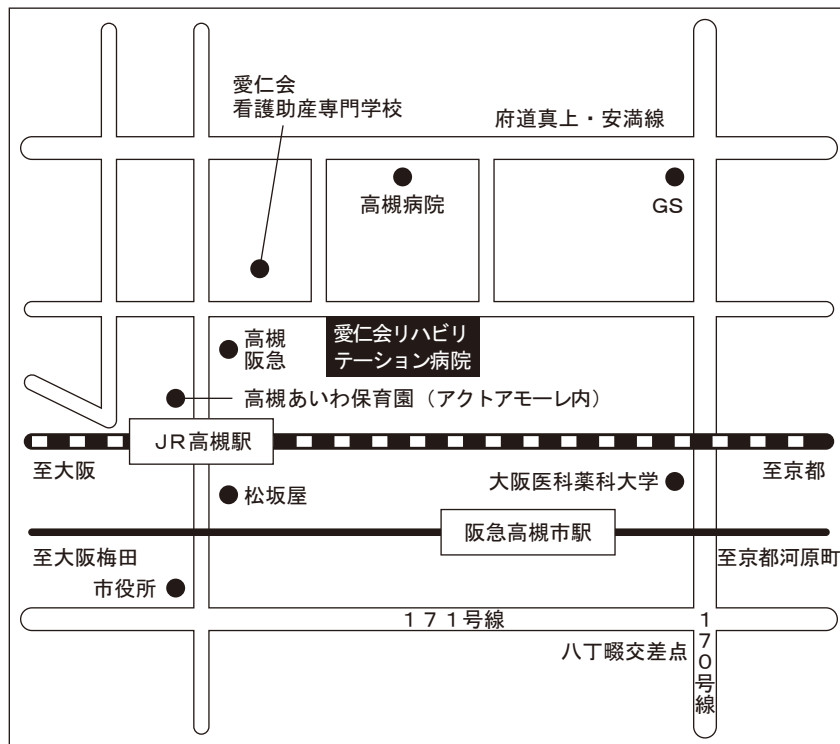 愛仁会
看護助産専門学校
府道真上・安満線
高槻病院
GS
高槻
阪急
愛仁会リハビリ
テーション病院
高槻あいわ保育園(アクトアモーレ内)
JR高槻駅
至大阪
至京都
松坂屋
大阪医科薬科大学
阪急高槻市駅
至大阪梅田
至京都河原町
市役所
171号線
170号線
八丁畷交差点